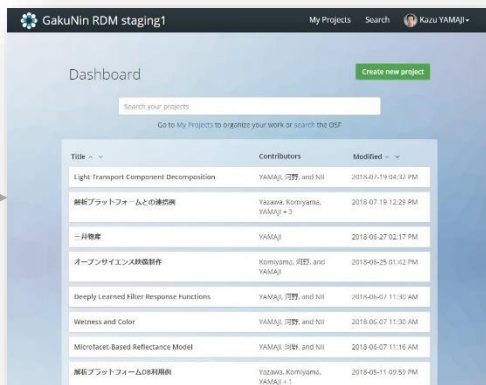 GakuNin RDM staging1
My Projects Search Kazu YAMAJI
Dashboard
Create new project
Search your projects
Go to My Projects to organize your work or search the OSF
Title Contributors Modified
Light Transport Component Decomposition YAMAJI, 河野, and NII 2018-07-19 04:32 PM
解析プラットフォームとの連携例 Yazawa, Komiyama, YAMAJI + 3 2018-07-19 12:29 PM
三井物産 YAMAJI 2018-06-27 02:17 PM
オープンサイエンス映像制作 Komiyama, 河野, and YAMAJI 2018-06-25 01:42 PM
Deeply Learned Filter Response Functions YAMAJI, 河野, and NII 2018-06-07 11:30 AM
Wetness and Color YAMAJI, 河野, and NII 2018-06-07 11:30 AM
Microfacet-Based Reflectance Model YAMAJI, 河野, and NII 2018-06-07 11:16 AM
解析プラットフォームDB利用例 Yazawa, Komiyama, YAMAJI + 1 2018-05-11 09:59 PM